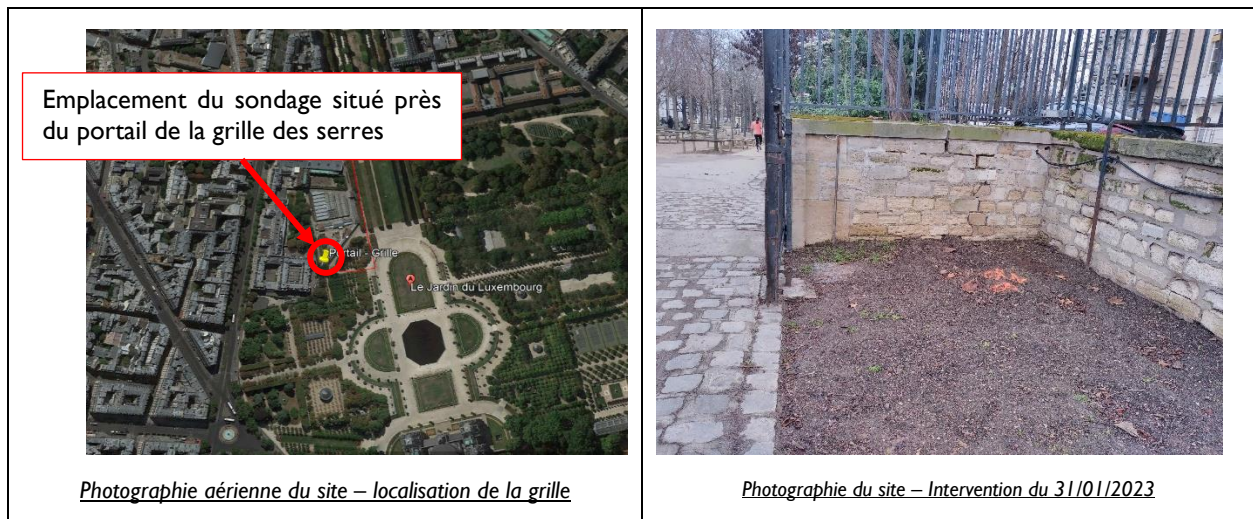 Emplacement du sondage situé près
du portail de la grille des serres
Portail - Grille
Le Jardin du Luxembourg
Photographie aérienne du site – localisation de la grille
Photographie du site – Intervention du 31/01/2023